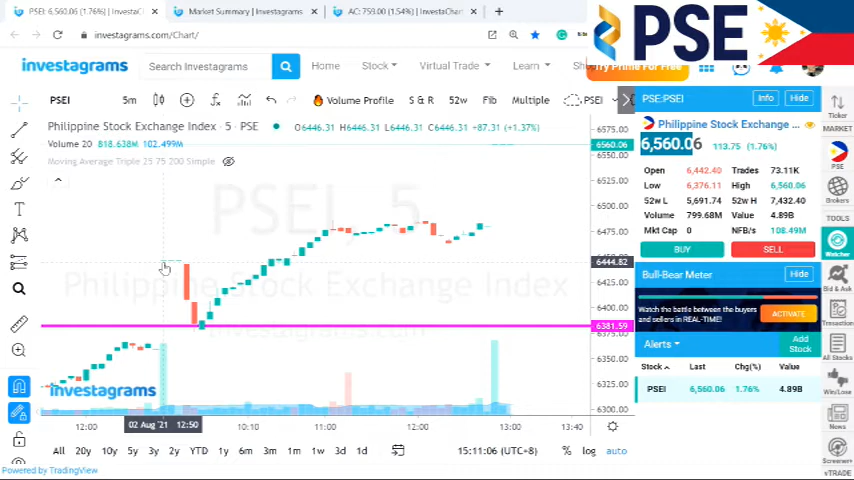 PSEI: 6,560.06 (1.76%) | InvestaC
Market Summary | Investagrams
AC: 759.00 (1.54%) | InvestaChart
investagrams.com/Chart/
PSE
investagrams
Search Investagrams
Home
Stock
Virtual Trade
Learn
Try Prime For Free
PSEI
5m
Volume Profile
S & R
52w
Fib
Multiple
PSEI
PSE:PSEI
Info
Hide
Ticker
MARKET
PSE
Brokers
TOOLS
Watcher
Bid & Ask
Transaction
All Stocks
Win/Lose
News
Screener
vTRADE
Philippine Stock Exchange Index · 5 · PSE
O6446.31 H6446.31 L6446.31 C6446.31 +87.31 (+1.37%)
Volume 20 818.638M 102.499M
Moving Average Triple 25 75 200 Simple
PSEI, 5
Philippine Stock Exchange Index
investagrams.com
investagrams
6575.00
6560.06
6550.00
6525.00
6500.00
6475.00
6444.82
6425.00
6400.00
6381.59
6375.00
6350.00
6325.00
6300.00
12:00
02 Aug '21 12:50
10:10
11:00
12:00
13:00
13:40
All 20y 10y 5y 3y 2y YTD 1y 6m 3m 1m 1w 3d 1d
15:11:06 (UTC+8)
% log auto
Powered by TradingView
Philippine Stock Exchange ...
6,560.06 113.75 (1.76%)
Open 6,442.40 Trades 73.11K
Low 6,376.11 High 6,560.06
52w L 5,691.74 52w H 7,432.40
Volume 799.68M Value 4.89B
Mkt Cap 0 NFB/s 108.49M
BUY
SELL
Bull-Bear Meter
Hide
Watch the battle between the buyers
and sellers in REAL-TIME!
ACTIVATE
Alerts
Add
Stock
Stock Last Chg(%) Value
PSEI 6,560.06 1.76% 4.89B